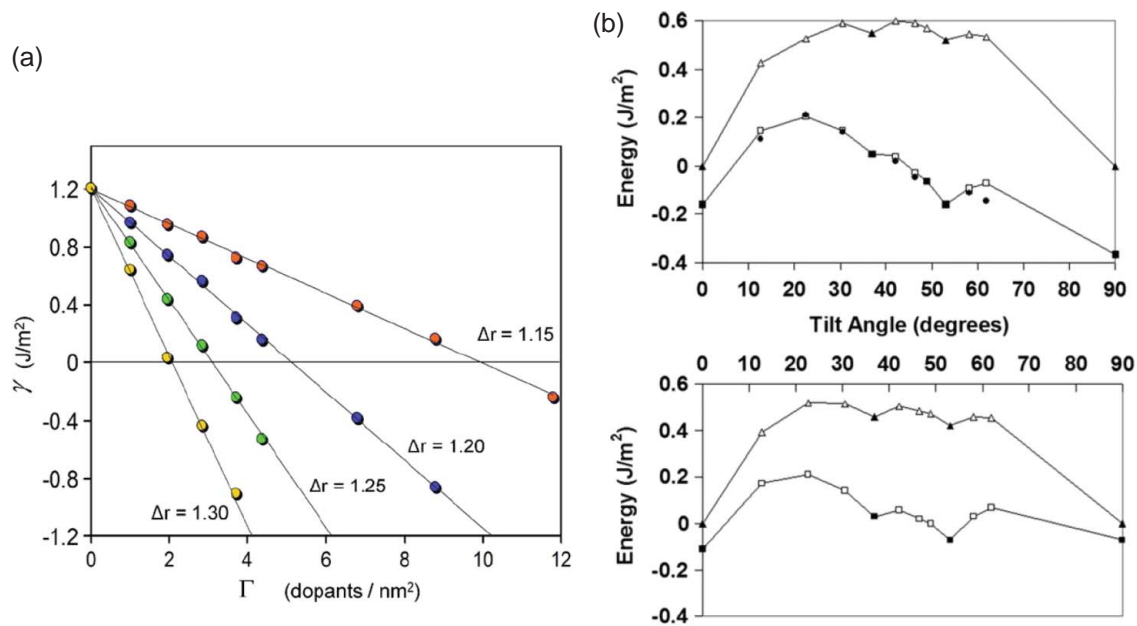 (a)
γ (J/m²)
1.2
0.8
0.4
0
-0.4
-0.8
-1.2
Δr = 1.15
Δr = 1.20
Δr = 1.25
Δr = 1.30
0 2 4 6 8 10 12
Γ (dopants / nm²)
(b)
Energy (J/m²)
0.6
0.4
0.2
0
-0.2
-0.4
0 10 20 30 40 50 60 70 80 90
Tilt Angle (degrees)
0 10 20 30 40 50 60 70 80 90
Energy (J/m²)
0.6
0.4
0.2
0
-0.2
-0.4